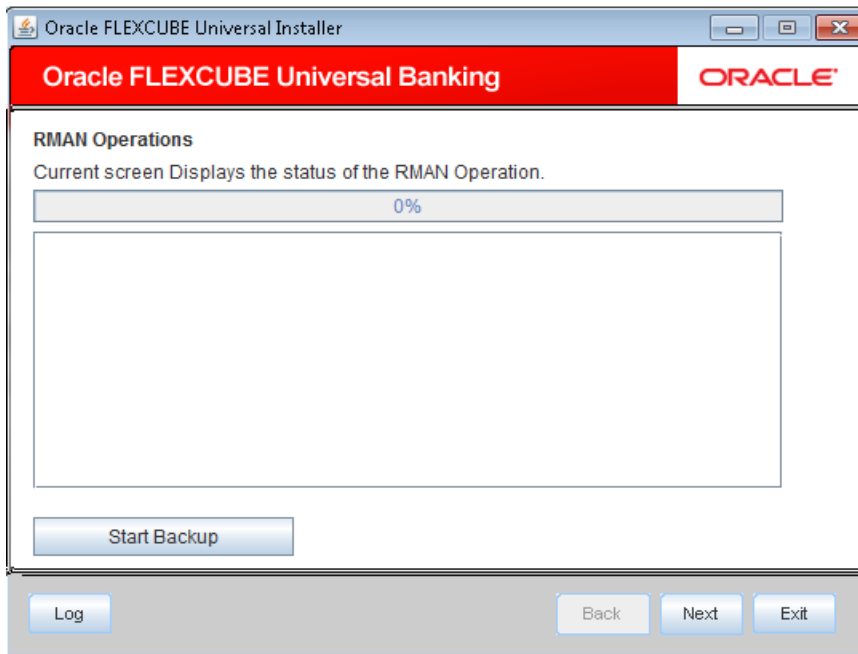 Oracle FLEXCUBE Universal Installer
Oracle FLEXCUBE Universal Banking
ORACLE'
RMAN Operations
Current screen Displays the status of the RMAN Operation.
0%
Start Backup
Log
Back
Next
Exit